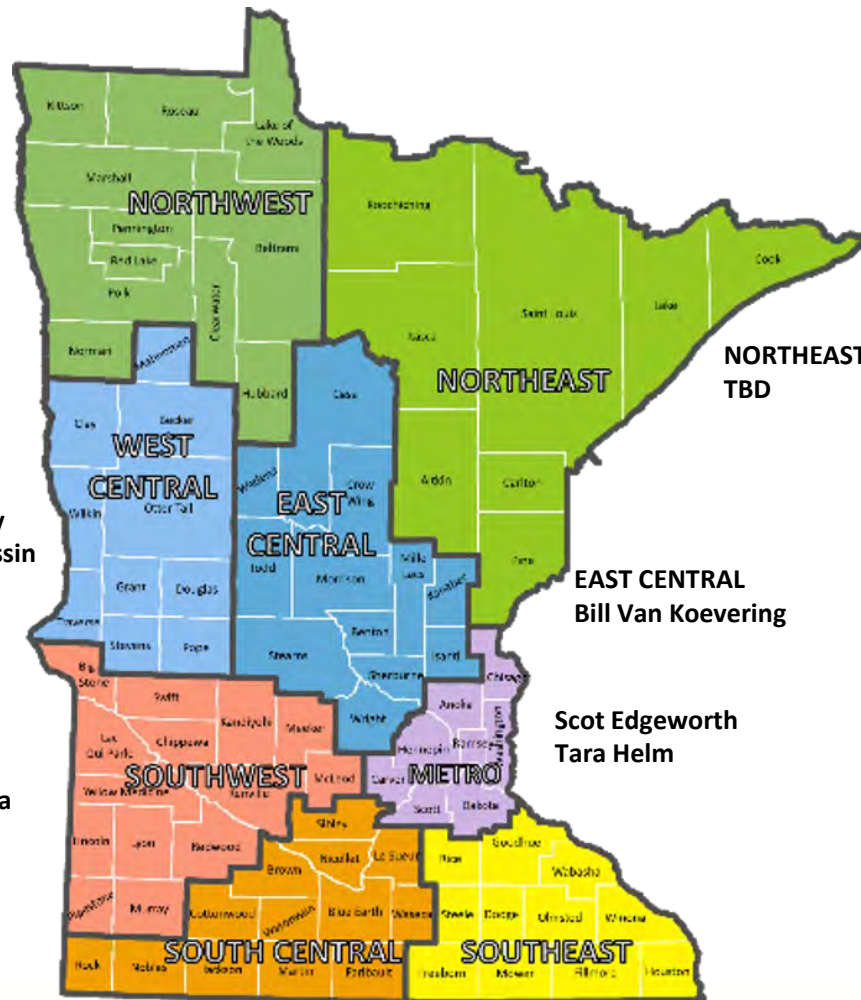 Kittson
Roseau
Lake of
the Woods
Marshall
NORTHWEST
Pennington
Red Lake
Polk
Beltrami
Clearwater
Norman
Mahnomen
Hubbard
Koochiching
Saint Louis
Lake
Cook
Itasca
NORTHEAST
Aitkin
Carlton
Pine
NORTHEAST
TBD
Clay
Becker
WEST
CENTRAL
Wilkin
Otter Tail
Grant
Douglas
Traverse
Stevens
Pope
Cass
Wadena
Crow
Wing
EAST
CENTRAL
Todd
Morrison
Mille
Lacs
Kanabec
Benton
Isanti
Stearns
Sherburne
Wright
ssin
EAST CENTRAL
Bill Van Koevering
Chisago
Anoka
Washington
Hennepin
Ramsey
Carver
METRO
Scott
Dakota
Scot Edgeworth
Tara Helm
Big
Stone
Swift
Kandiyohi
Meeker
Lac
Qui Parle
Chippewa
SOUTHWEST
McLeod
Yellow Medicine
Renville
Lincoln
Lyon
Redwood
Pipestone
Murray
a
Sibley
Nicollet
Le Sueur
Brown
Cottonwood
Watonwan
Blue Earth
Waseca
SOUTH CENTRAL
Rock
Nobles
Jackson
Martin
Faribault
Goodhue
Rice
Wabasha
Steele
Dodge
Olmsted
Winona
SOUTHEAST
Freeborn
Mower
Fillmore
Houston